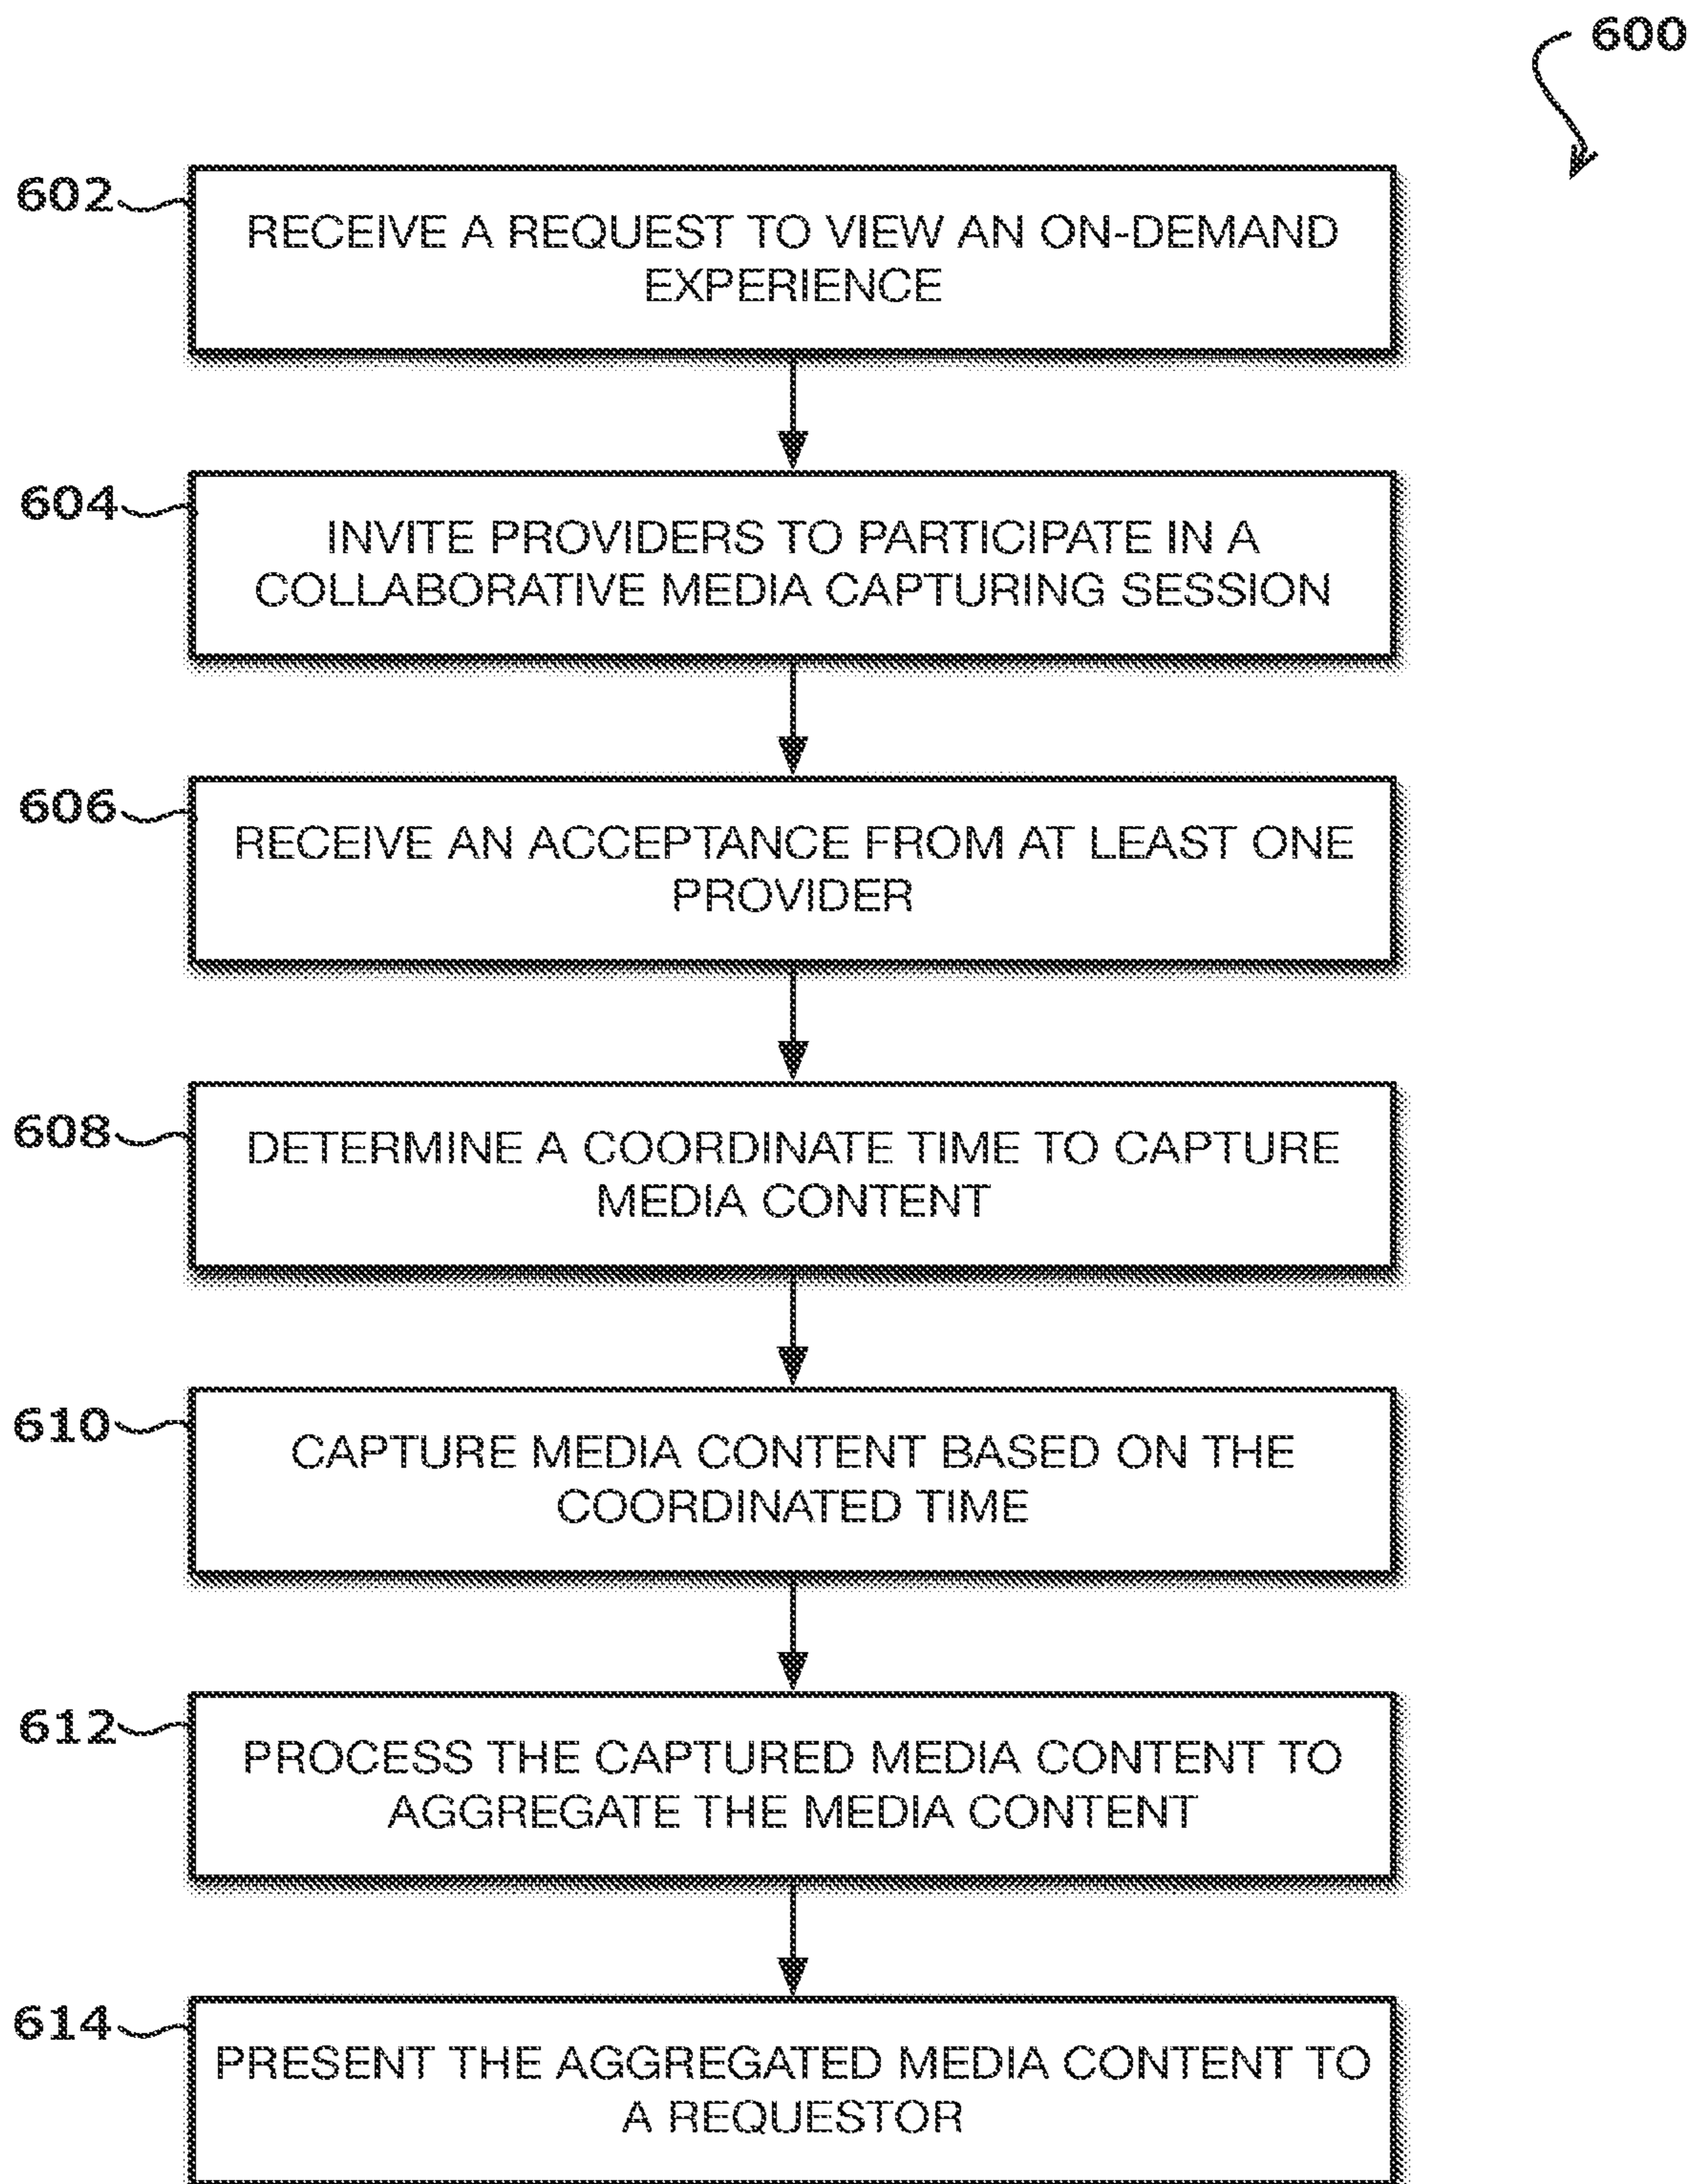 600
602
RECEIVE A REQUEST TO VIEW AN ON-DEMAND
EXPERIENCE
604
INVITE PROVIDERS TO PARTICIPATE IN A
COLLABORATIVE MEDIA CAPTURING SESSION
606
RECEIVE AN ACCEPTANCE FROM AT LEAST ONE
PROVIDER
608
DETERMINE A COORDINATE TIME TO CAPTURE
MEDIA CONTENT
610
CAPTURE MEDIA CONTENT BASED ON THE
COORDINATED TIME
612
PROCESS THE CAPTURED MEDIA CONTENT TO
AGGREGATE THE MEDIA CONTENT
614
PRESENT THE AGGREGATED MEDIA CONTENT TO
A REQUESTOR